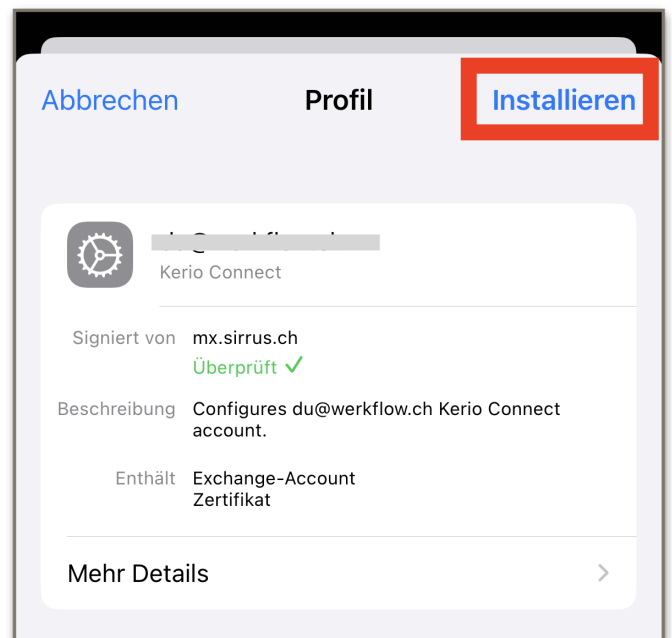 Abbrechen Profil Installieren
Kerio Connect
Signiert von mx.sirrus.ch
Überprüft
Beschreibung Configures du@werkflow.ch Kerio Connect
account.
Enthält Exchange-Account
Zertifikat
Mehr Details